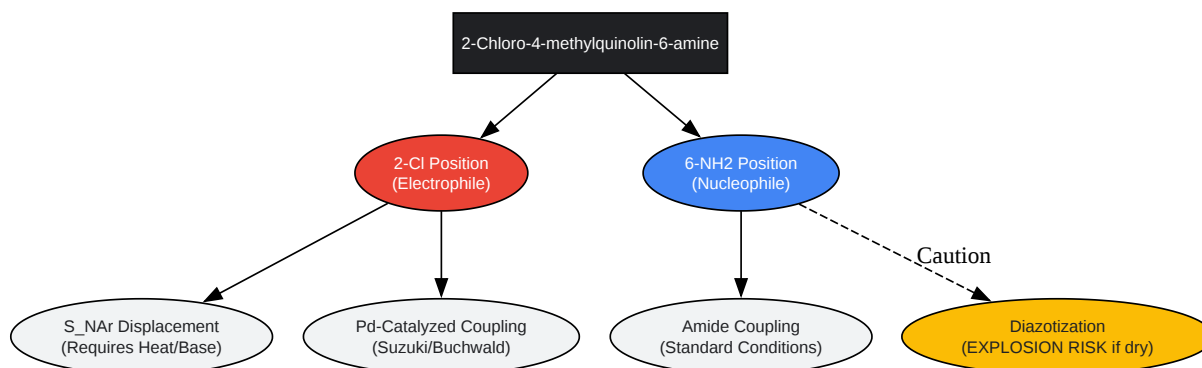 2-Chloro-4-methylquinolin-6-amine
2-Cl Position
(Electrophile)
6-NH2 Position
(Nucleophile)
Caution
S_NAr Displacement
(Requires Heat/Base)
Pd-Catalyzed Coupling
(Suzuki/Buchwald)
Amide Coupling
(Standard Conditions)
Diazotization
(EXPLOSION RISK if dry)